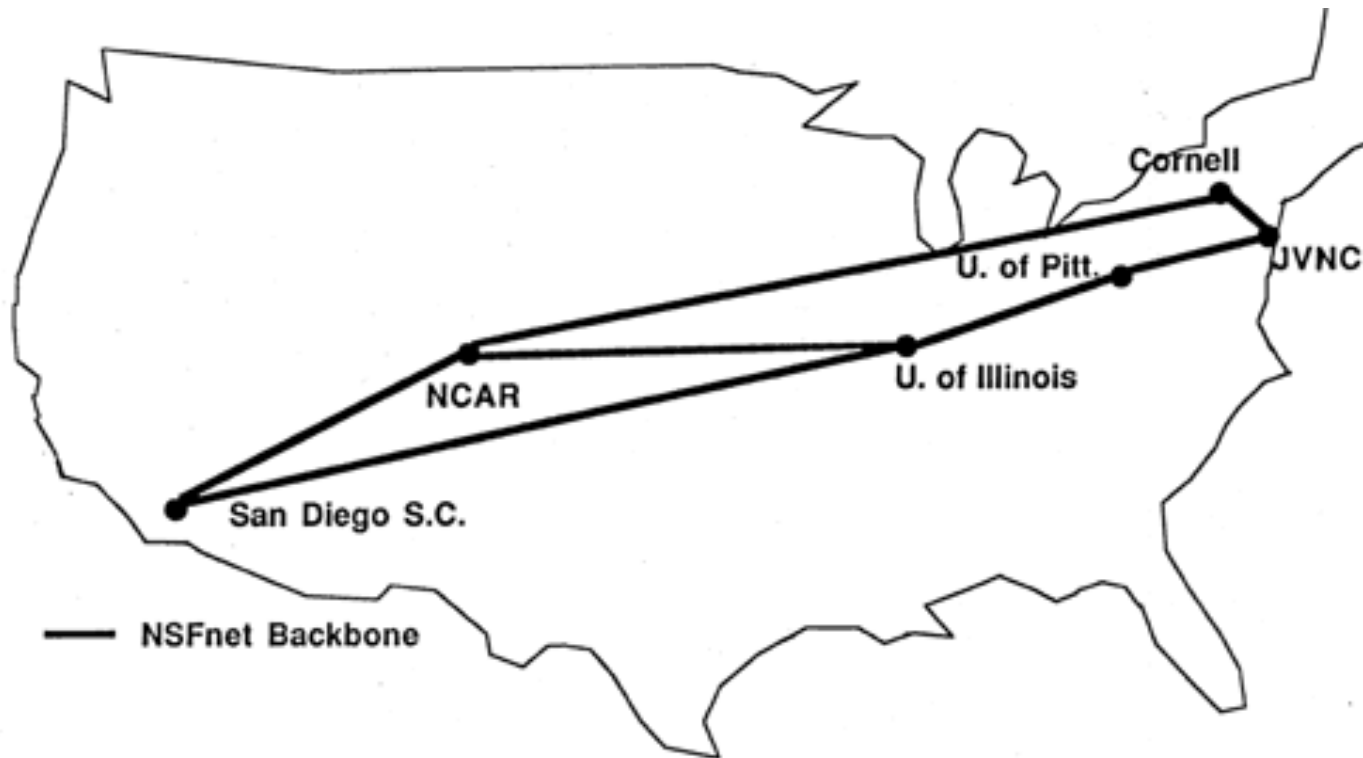 Cornell
U. of Pitt.
JVNC
U. of Illinois
NCAR
San Diego S.C.
NSFnet Backbone